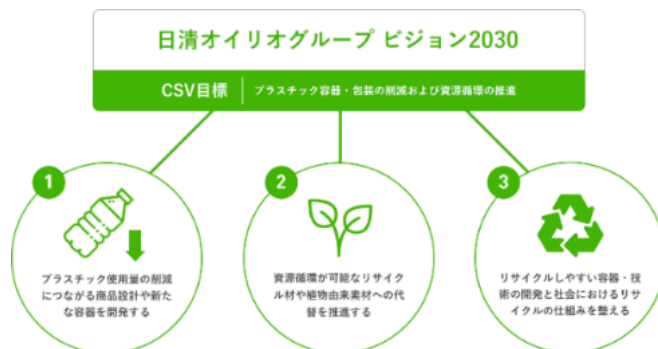 日清オイリオグループ ビジョン2030
CSV目標
プラスチック容器・包装の削減および資源循環の推進
1
プラスチック使用量の削減
につながる商品設計や新た
な容器を開発する
2
資源循環が可能なリサイク
ル材や植物由来素材への代
替を推進する
3
リサイクルしやすい容器・技
術の開発と社会におけるリサ
イクルの仕組みを整える